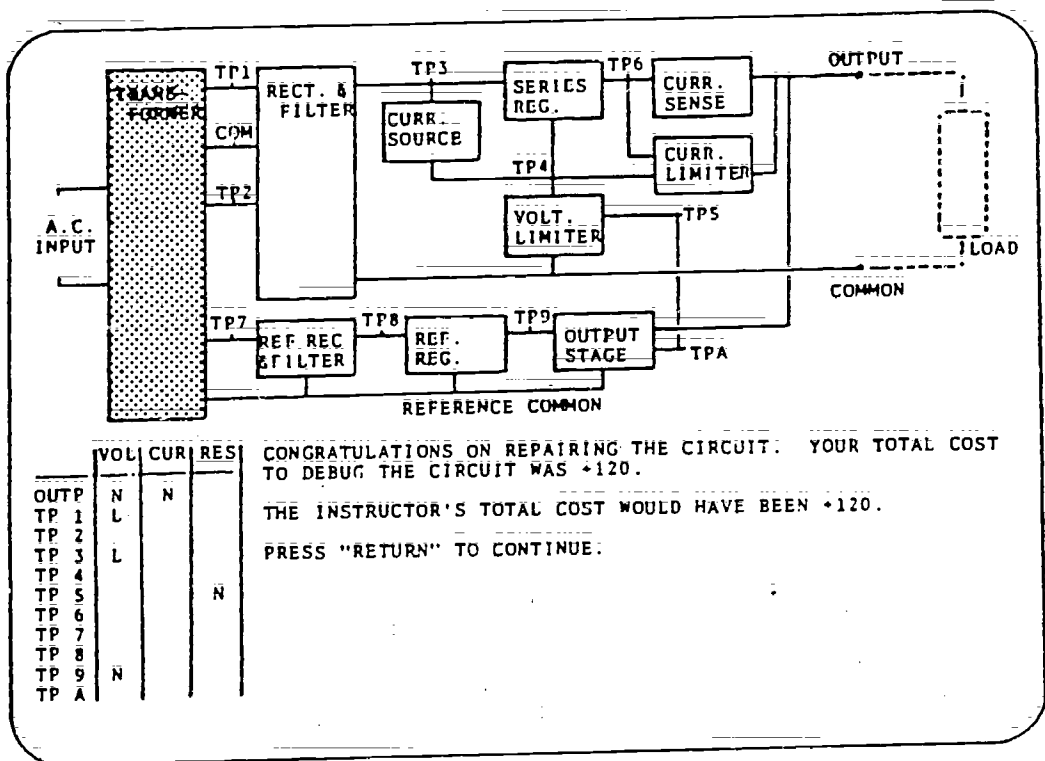 TP1
TP3
TP6
OUTPUT
TRANS-
FORMER
RECT. &
FILTER
SERIES
REG.
CURR.
SENSE
CURR.
SOURCE
COM
CURR.
LIMITER
TP4
TP2
VOLT.
LIMITER
TP5
A.C.
INPUT
LOAD
COMMON
TP7
REF REC
&FILTER
TP8
REF.
REG.
TP9
OUTPUT
STAGE
TPA
REFERENCE COMMON
VOL CUR RES
OUTP N N
TP 1 L
TP 2
TP 3 L
TP 4
TP 5 N
TP 6
TP 7
TP 8
TP 9 N
TP A
CONGRATULATIONS ON REPAIRING THE CIRCUIT. YOUR TOTAL COST
TO DEBUG THE CIRCUIT WAS +120.
THE INSTRUCTOR'S TOTAL COST WOULD HAVE BEEN +120.
PRESS "RETURN" TO CONTINUE.